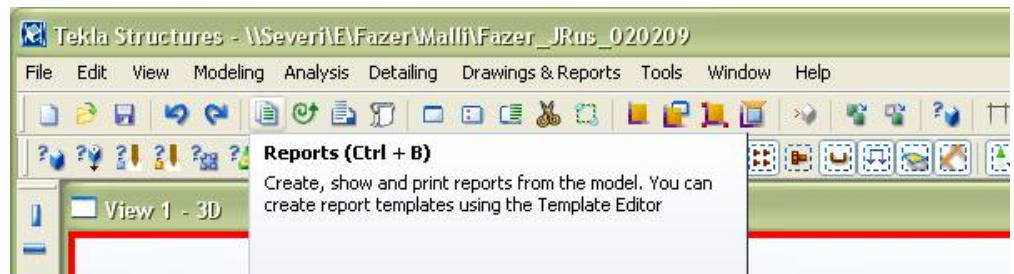 Tekla Structures - \\Severi\E\Fazer\Malli\Fazer_JRus_020209
File Edit View Modeling Analysis Detailing Drawings & Reports Tools Window Help
Reports (Ctrl + B)
Create, show and print reports from the model. You can
create report templates using the Template Editor
View 1 - 3D